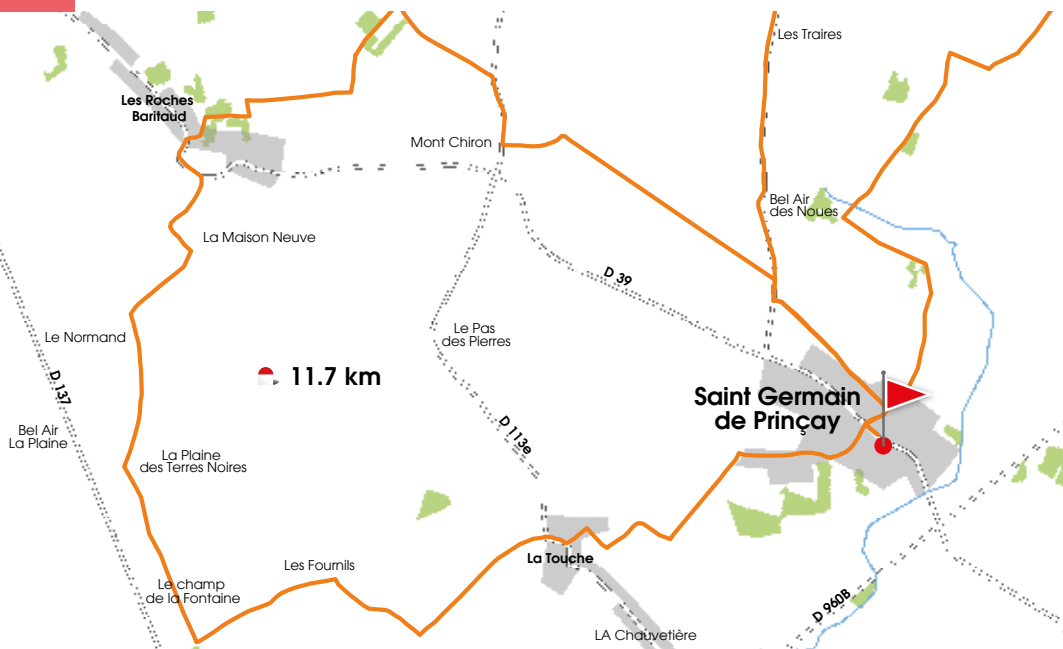 Les Traires
Les Roches
Baritaud
Mont Chiron
Bel Air
des Noues
La Maison Neuve
D 39
Le Normand
Le Pas
des Pierres
11.7 km
D 137
Saint Germain
de Prinçay
Bel Air
La Plaine
D 113e
La Plaine
des Terres Noires
La Touche
Les Fournils
Le champ
de la Fontaine
D 960B
LA Chauvetière